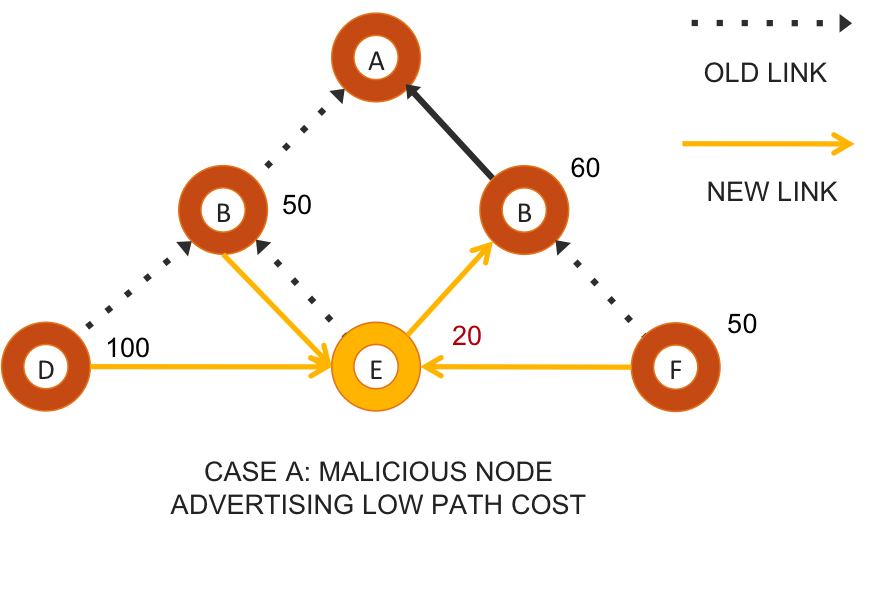 A
OLD LINK
60
B
50
B
NEW LINK
50
100
20
D
E
F
CASE A: MALICIOUS NODE
ADVERTISING LOW PATH COST